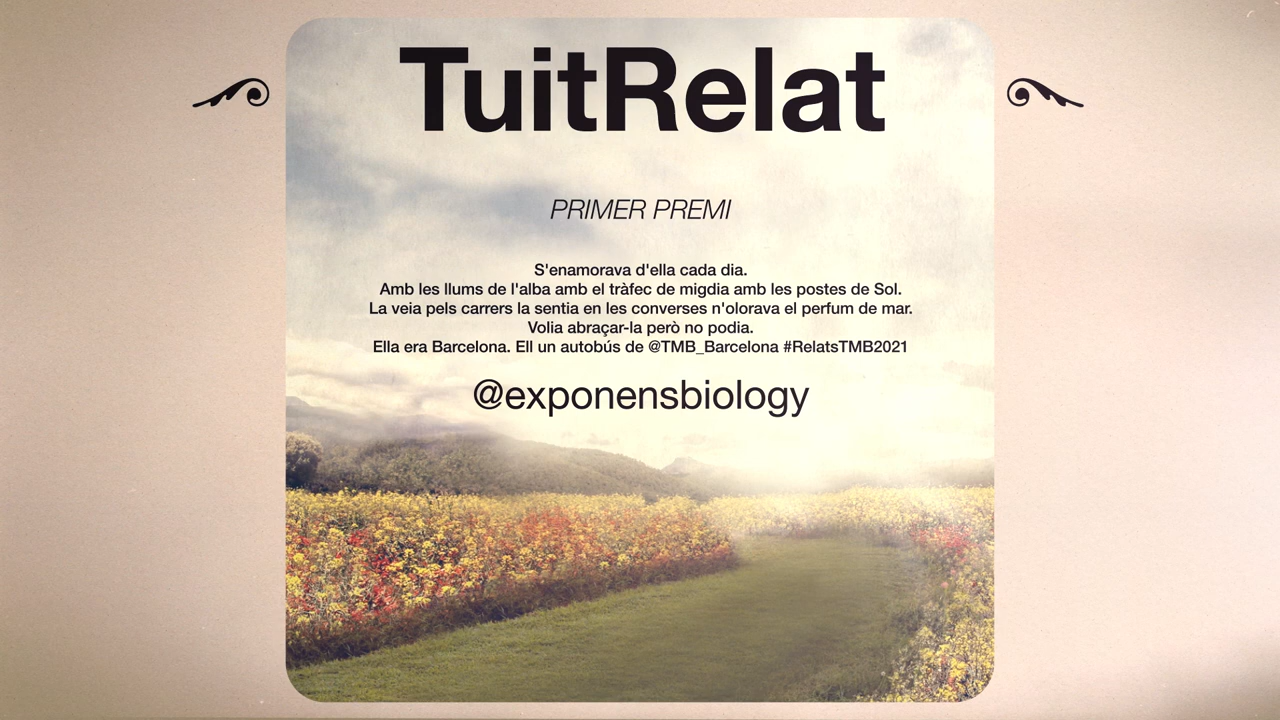 TuitRelat
PRIMER PREMI
S'enamorava d'ella cada dia.
Amb les llums de l'alba amb el tràfec de migdia amb les postes de Sol.
La veia pels carrers la sentia en les converses n'olorava el perfum de mar.
Volia abraçar-la però no podia.
Ella era Barcelona. Ell un autobús de @TMB_Barcelona #RelatsTMB2021
@exponensbiology